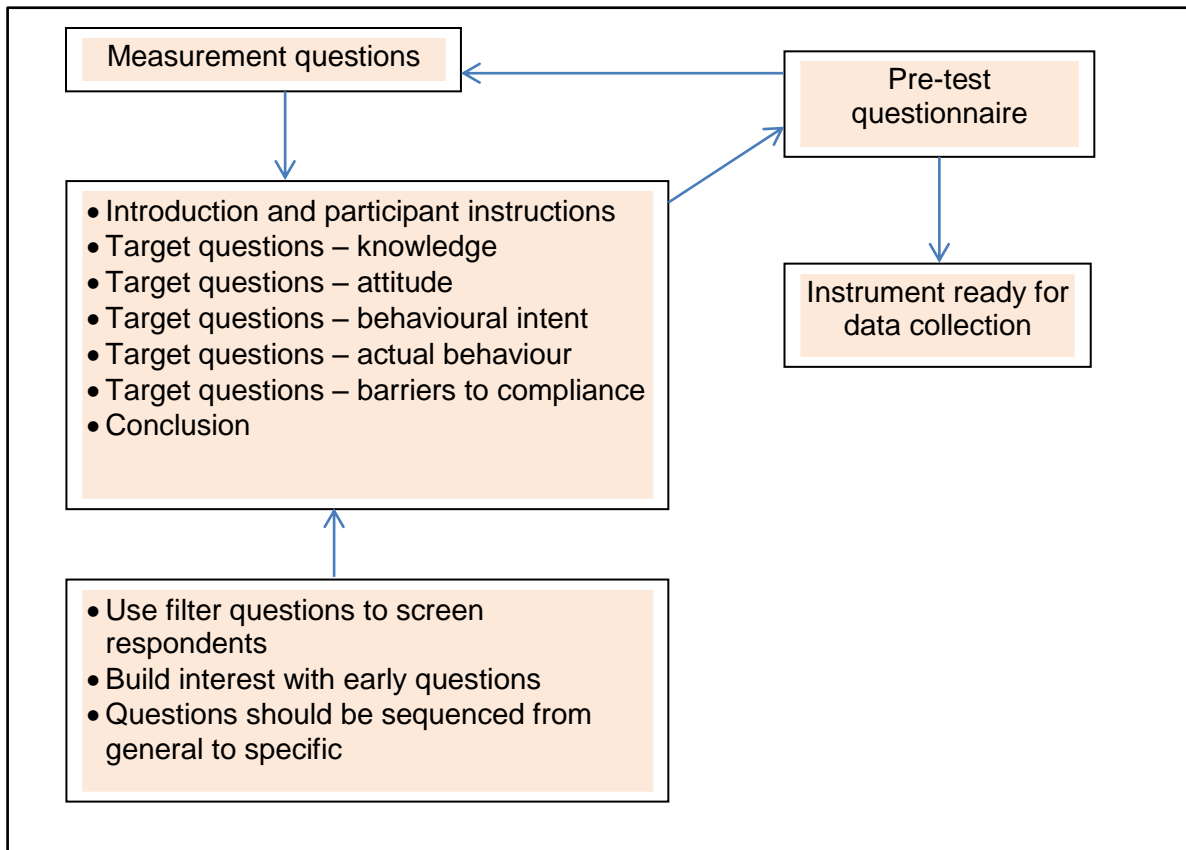 Measurement questions
Pre-test
questionnaire
• Introduction and participant instructions
• Target questions – knowledge
• Target questions – attitude
• Target questions – behavioural intent
• Target questions – actual behaviour
• Target questions – barriers to compliance
• Conclusion
Instrument ready for
data collection
• Use filter questions to screen
respondents
• Build interest with early questions
• Questions should be sequenced from
general to specific